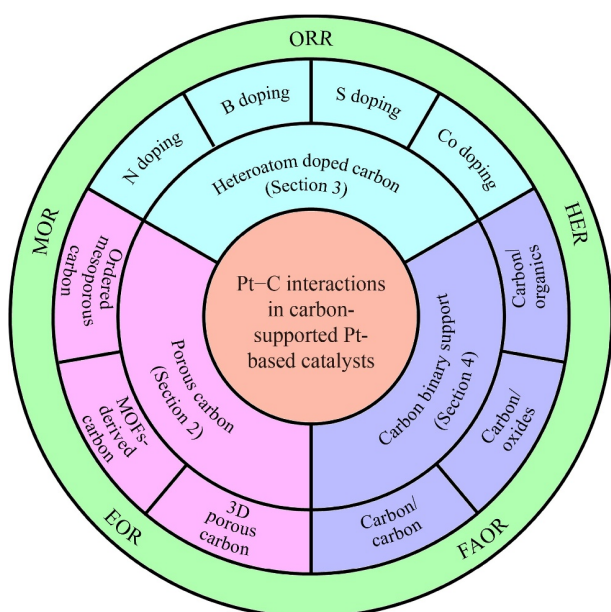 ORR
MOR
HER
EOR
FAOR
N doping
B doping
S doping
Co doping
Heteroatom doped carbon
(Section 3)
Ordered
mesoporous
carbon
MOFs-
derived
carbon
3D
porous
carbon
Porous carbon
(Section 2)
Pt−C interactions
in carbon-
supported Pt-
based catalysts
Carbon binary support
(Section 4)
Carbon/
organics
Carbon/
oxides
Carbon/
carbon